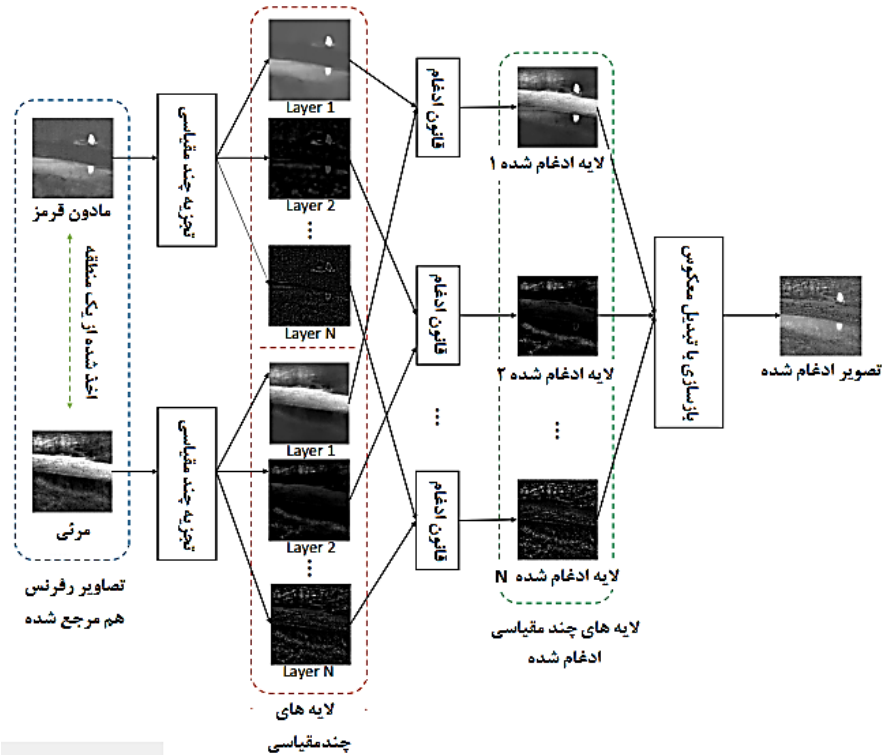 مادون قرمز
اخذ شده از یک منطقه
مرئی
تصاویر رفرنس
هم مرجع شده
تجزیه چند مقیاسی
تجزیه چند مقیاسی
Layer 1
Layer 2
...
Layer N
Layer 1
Layer 2
...
Layer N
لایه های
چندمقیاسی
قانون ادغام
قانون ادغام
...
قانون ادغام
لایه ادغام شده ۱
لایه ادغام شده ۲
...
لایه ادغام شده N
لایه های چند مقیاسی
ادغام شده
بازسازی با تبدیل معکوس
تصویر ادغام شده